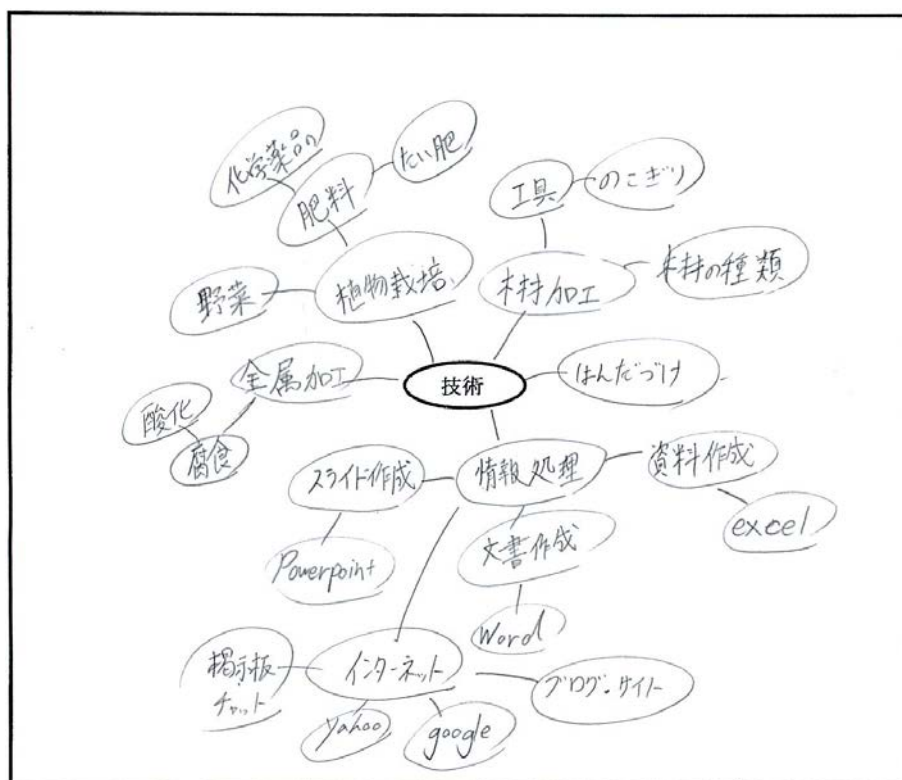 化学薬品の
たい肥
肥料
工具
のこぎり
野菜
植物栽培
木材加工
木材の種類
金属加工
技術
はんだづけ
酸化
腐食
スライド作成
情報処理
資料作成
excel
Powerpoint
文書作成
Word
掲示板
チャット
インターネット
ブログ・サイト
yahoo
google